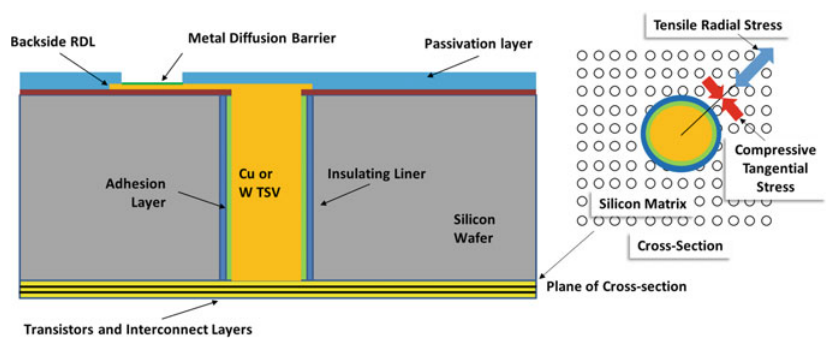 Backside RDL
Metal Diffusion Barrier
Passivation layer
Tensile Radial Stress
Adhesion
Layer
Cu or
W TSV
Insulating Liner
Silicon
Wafer
Compressive
Tangential
Stress
Silicon Matrix
Cross-Section
Plane of Cross-section
Transistors and Interconnect Layers